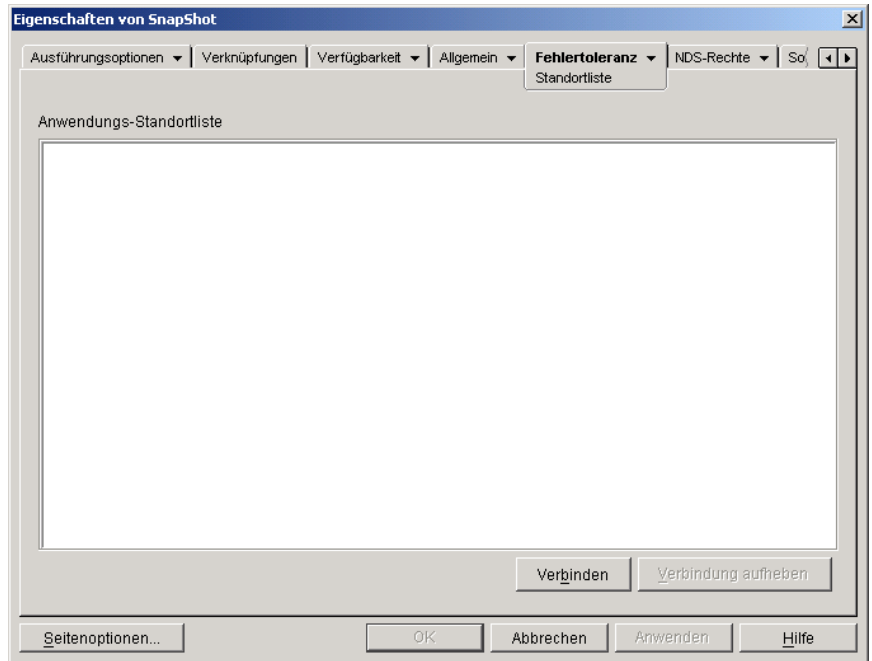 Eigenschaften von SnapShot
Ausführungsoptionen Verknüpfungen Verfügbarkeit Allgemein Fehlertoleranz NDS-Rechte So
Standortliste
Anwendungs-Standortliste
Verbinden Verbindung aufheben
Seitenoptionen... OK Abbrechen Anwenden Hilfe